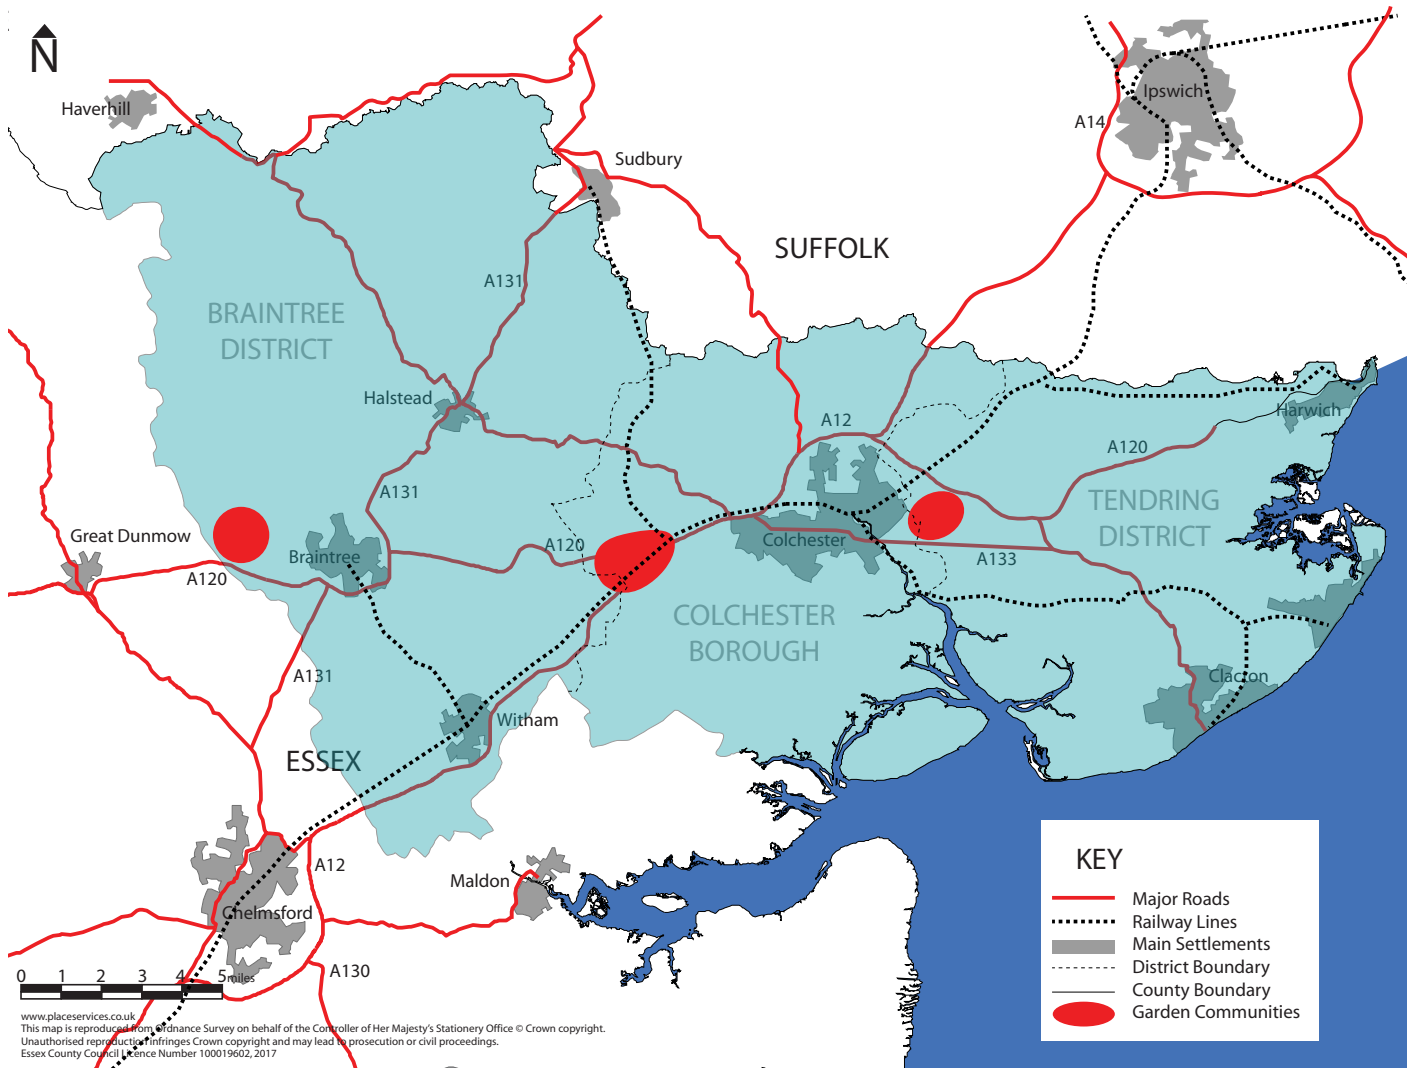 N
Haverhill
Sudbury
Ipswich
A14
SUFFOLK
A131
BRAINTREE
DISTRICT
Halstead
A12
Harwich
A120
A131
TENDRING
DISTRICT
Great Dunmow
Braintree
A120
Colchester
A133
A120
COLCHESTER
BOROUGH
A131
Clacton
Witham
ESSEX
A12
Maldon
Chelmsford
A130
0 1 2 3 4 5miles
www.placeservices.co.uk
This map is reproduced from Ordnance Survey on behalf of the Controller of Her Majesty's Stationery Office © Crown copyright.
Unauthorised reproduction infringes Crown copyright and may lead to prosecution or civil proceedings.
Essex County Council Licence Number 100019602, 2017
KEY
Major Roads
Railway Lines
Main Settlements
District Boundary
County Boundary
Garden Communities